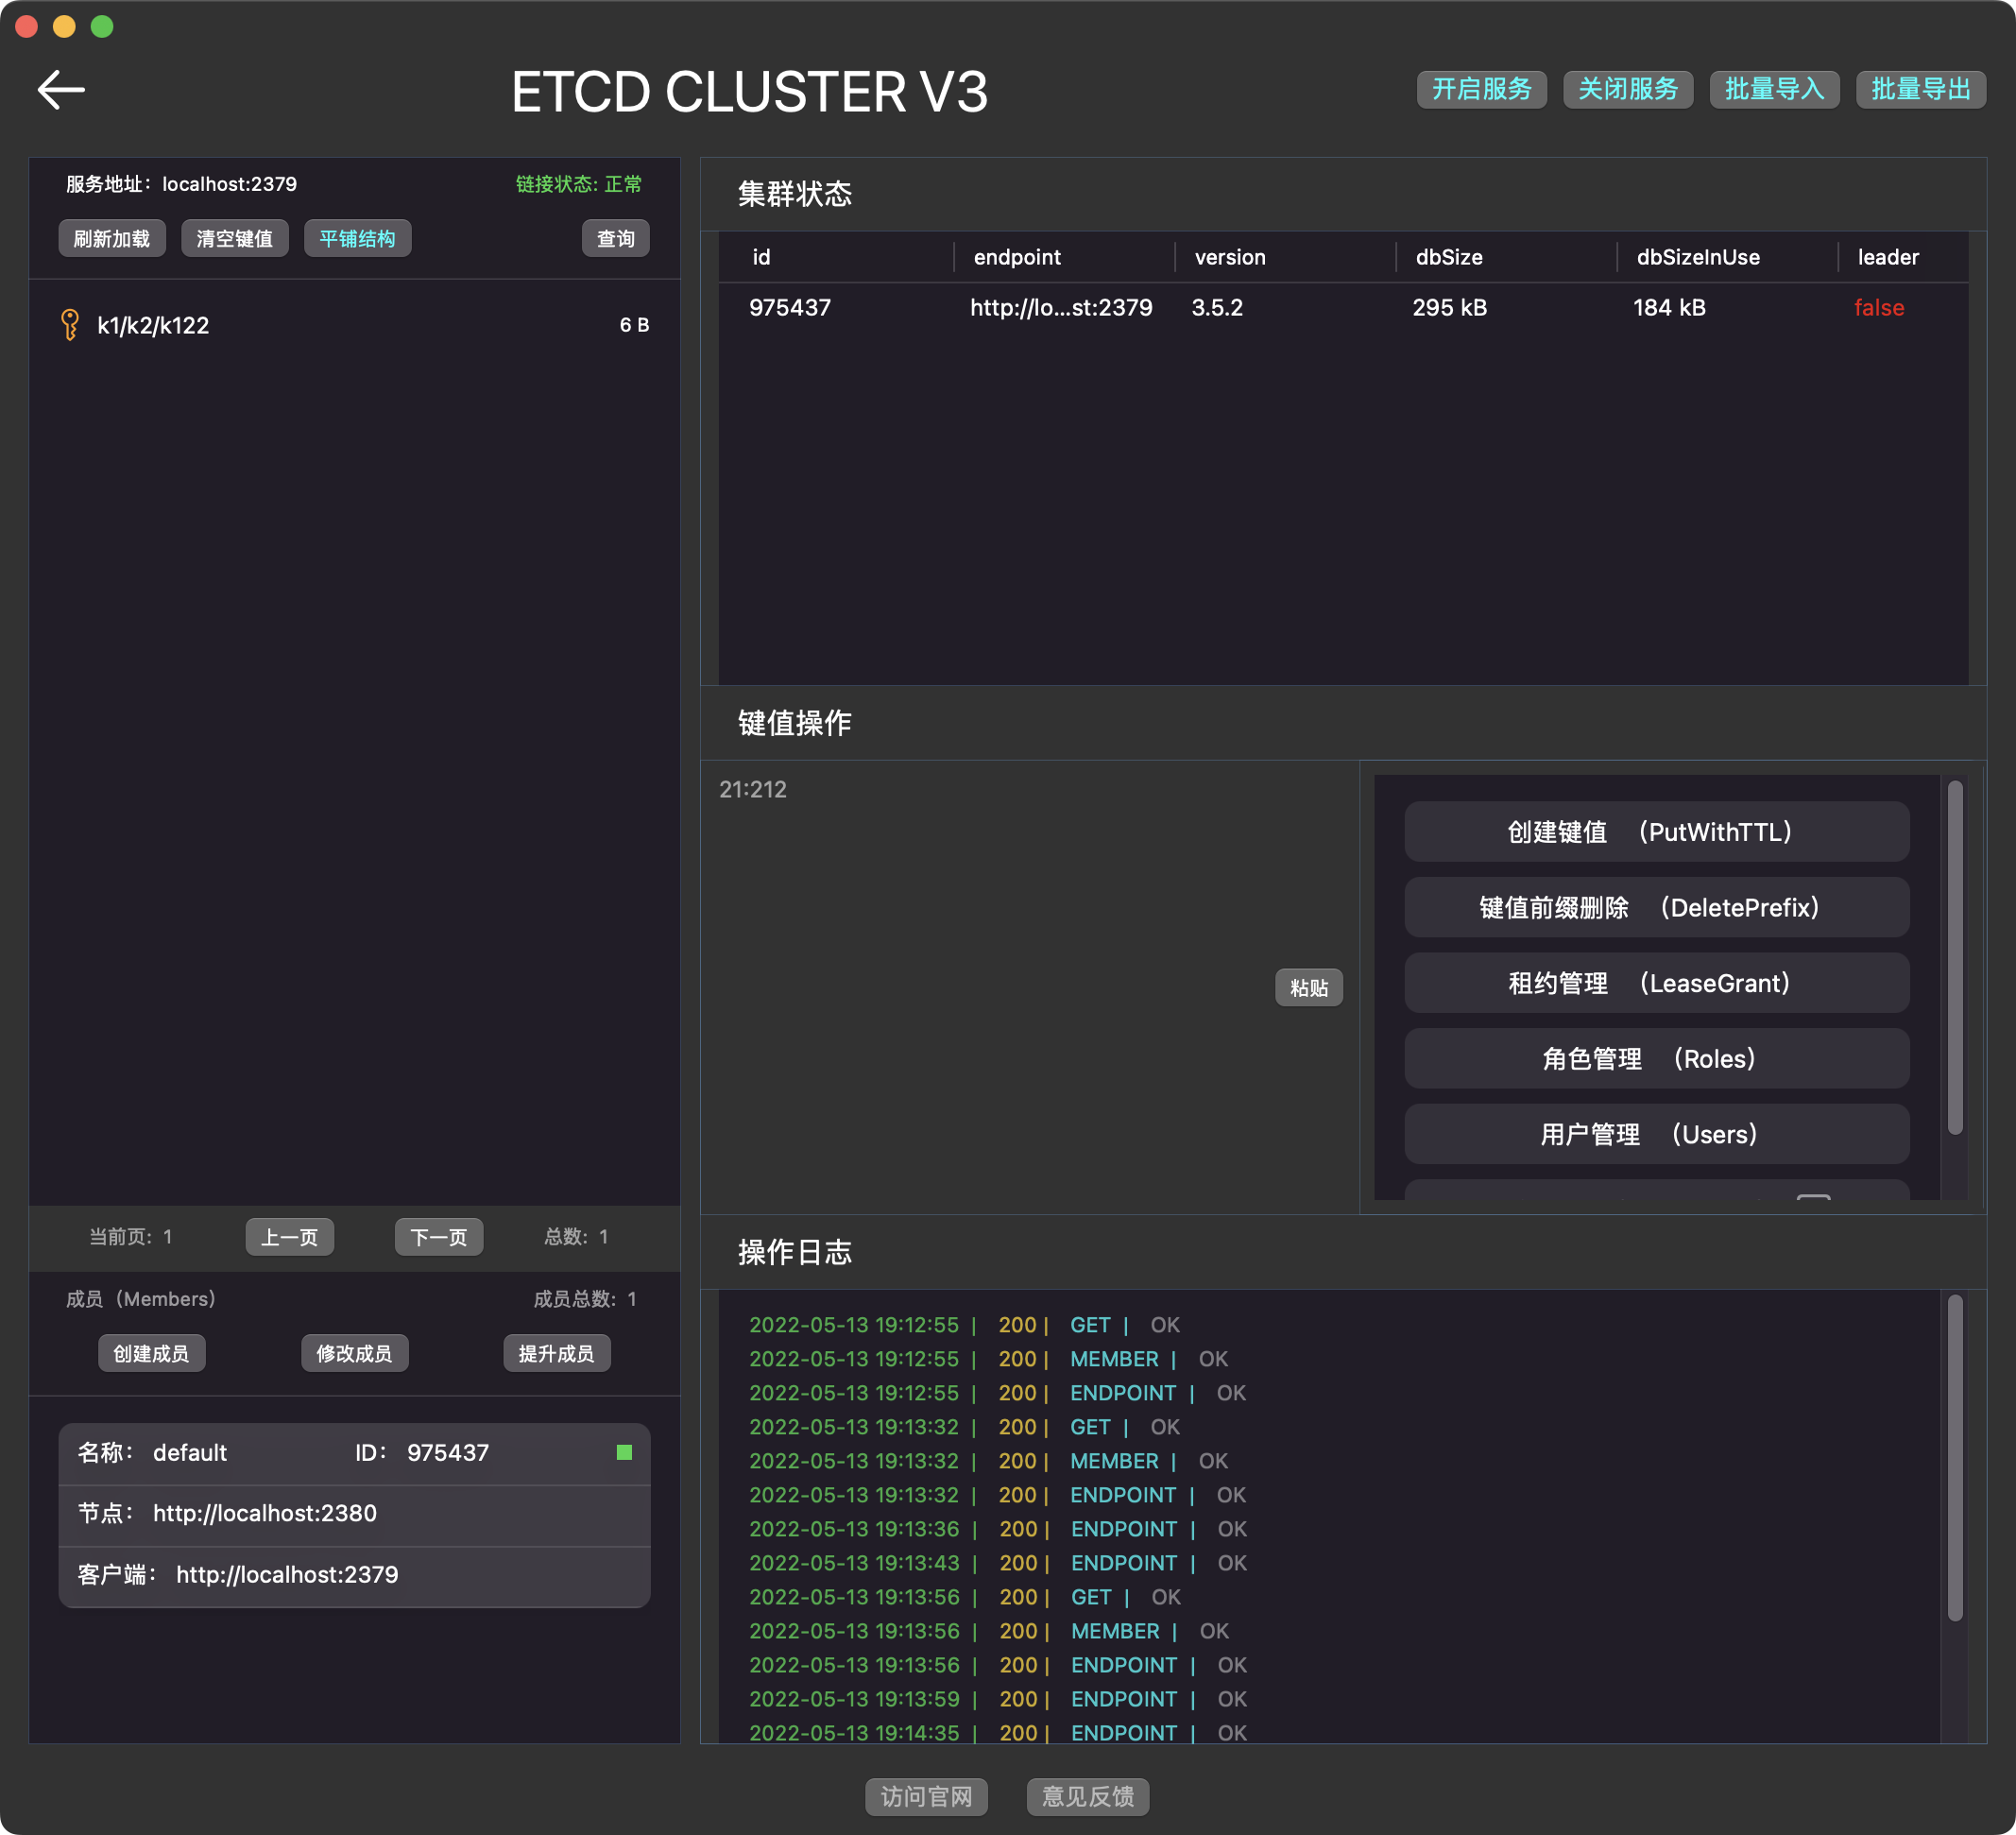 ETCD CLUSTER V3
开启服务 关闭服务 批量导入 批量导出
服务地址：localhost:2379 链接状态: 正常
刷新加载 清空键值 平铺结构 查询
k1/k2/k122 6 B
当前页: 1 上一页 下一页 总数: 1
成员（Members） 成员总数: 1
创建成员 修改成员 提升成员
名称： default ID： 975437
节点： http://localhost:2380
客户端： http://localhost:2379
集群状态
id endpoint version dbSize dbSizeInUse leader
975437 http://lo...st:2379 3.5.2 295 kB 184 kB false
键值操作
21:212
粘贴
创建键值 （PutWithTTL）
键值前缀删除 （DeletePrefix）
租约管理 （LeaseGrant）
角色管理 （Roles）
用户管理 （Users）
操作日志
2022-05-13 19:12:55 | 200 | GET | OK
2022-05-13 19:12:55 | 200 | MEMBER | OK
2022-05-13 19:12:55 | 200 | ENDPOINT | OK
2022-05-13 19:13:32 | 200 | GET | OK
2022-05-13 19:13:32 | 200 | MEMBER | OK
2022-05-13 19:13:32 | 200 | ENDPOINT | OK
2022-05-13 19:13:36 | 200 | ENDPOINT | OK
2022-05-13 19:13:43 | 200 | ENDPOINT | OK
2022-05-13 19:13:56 | 200 | GET | OK
2022-05-13 19:13:56 | 200 | MEMBER | OK
2022-05-13 19:13:56 | 200 | ENDPOINT | OK
2022-05-13 19:13:59 | 200 | ENDPOINT | OK
2022-05-13 19:14:35 | 200 | ENDPOINT | OK
访问官网 意见反馈